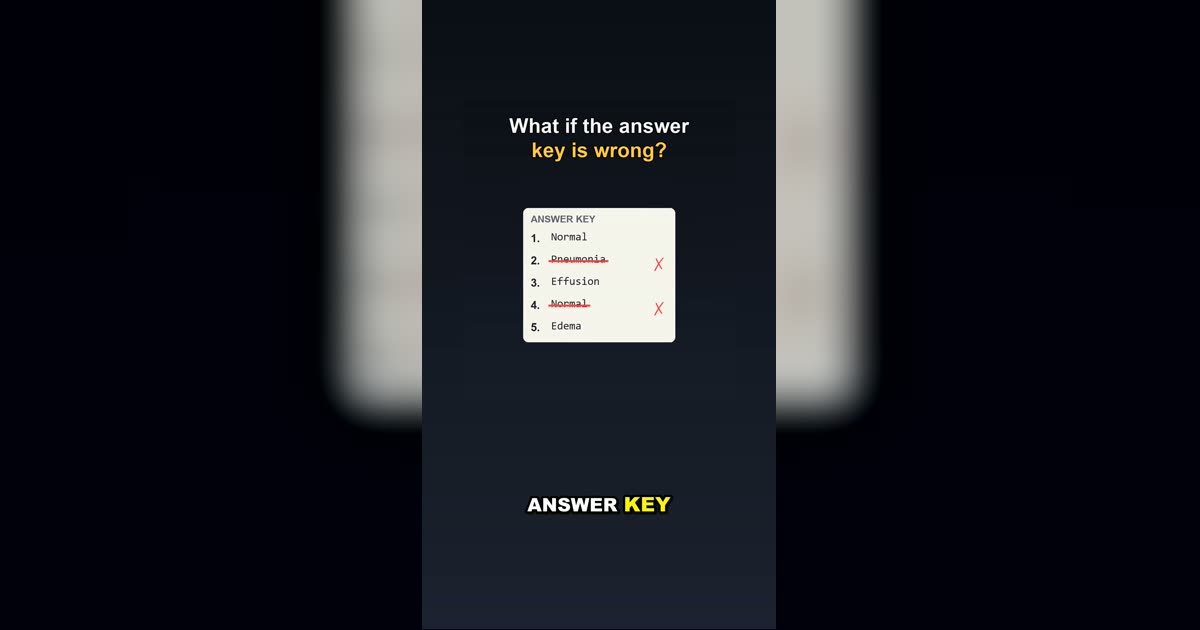 What if the answer
key is wrong?
ANSWER KEY
1. Normal
2. Pneumonia X
3. Effusion
4. Normal X
5. Edema
ANSWER KEY